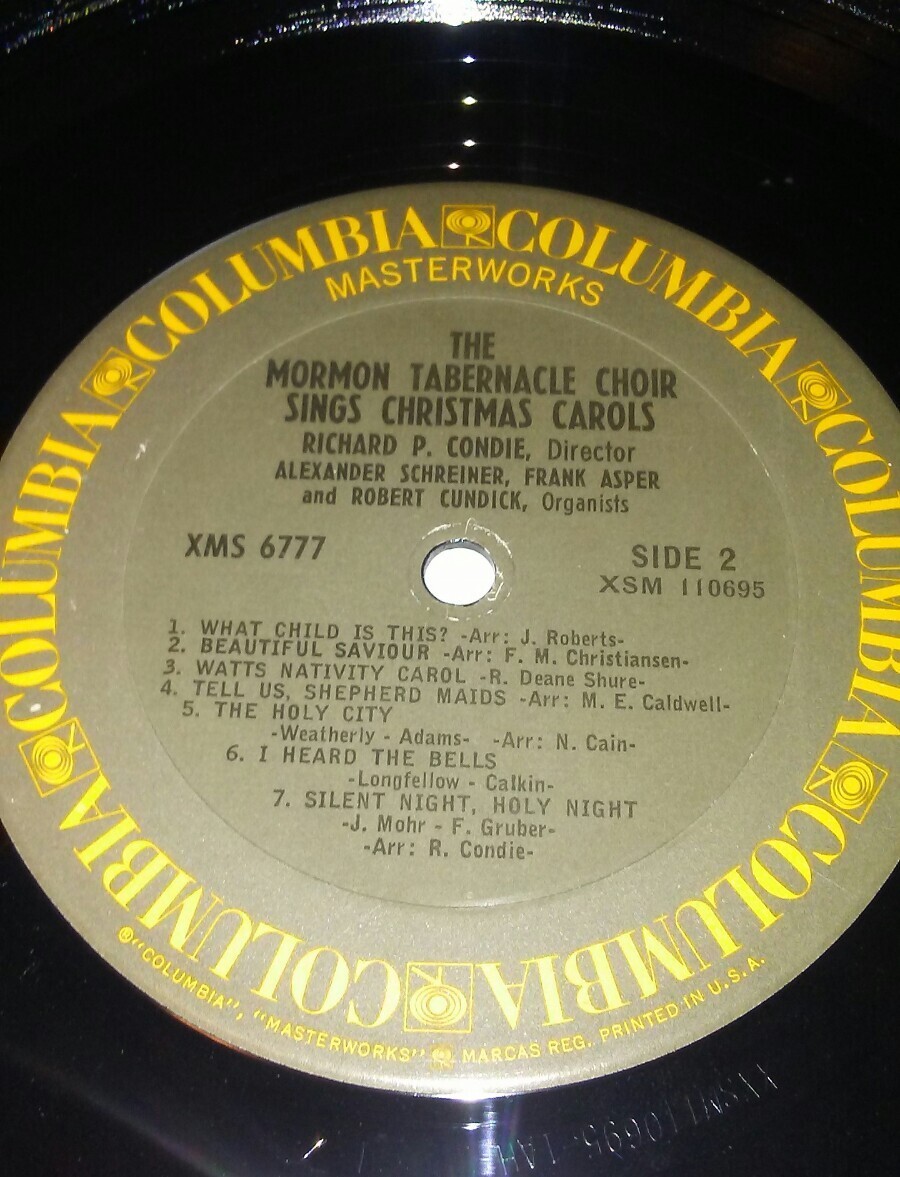 COLUMBIA COLUMBIA COLUMBIA COLUMBIA COLUMBIA COLUMBIA COLUMBIA COLUMBIA
MASTERWORKS
THE
MORMON TABERNACLE CHOIR
SINGS CHRISTMAS CAROLS
RICHARD P. CONDIE, Director
ALEXANDER SCHREINER, FRANK ASPER
and ROBERT CUNDICK, Organists
XMS 6777
SIDE 2
XSM 110695
1. WHAT CHILD IS THIS? -Arr: J. Roberts-
2. BEAUTIFUL SAVIOUR -Arr: F. M. Christiansen-
3. WATTS NATIVITY CAROL -R. Deane Shure-
4. TELL US, SHEPHERD MAIDS -Arr: M. E. Caldwell-
5. THE HOLY CITY
-Weatherly - Adams- -Arr: N. Cain-
6. I HEARD THE BELLS
-Longfellow - Calkin-
7. SILENT NIGHT, HOLY NIGHT
-J. Mohr - F. Gruber-
-Arr: R. Condie-
®"COLUMBIA", "MASTERWORKS" MARCAS REG. PRINTED IN U.S.A.